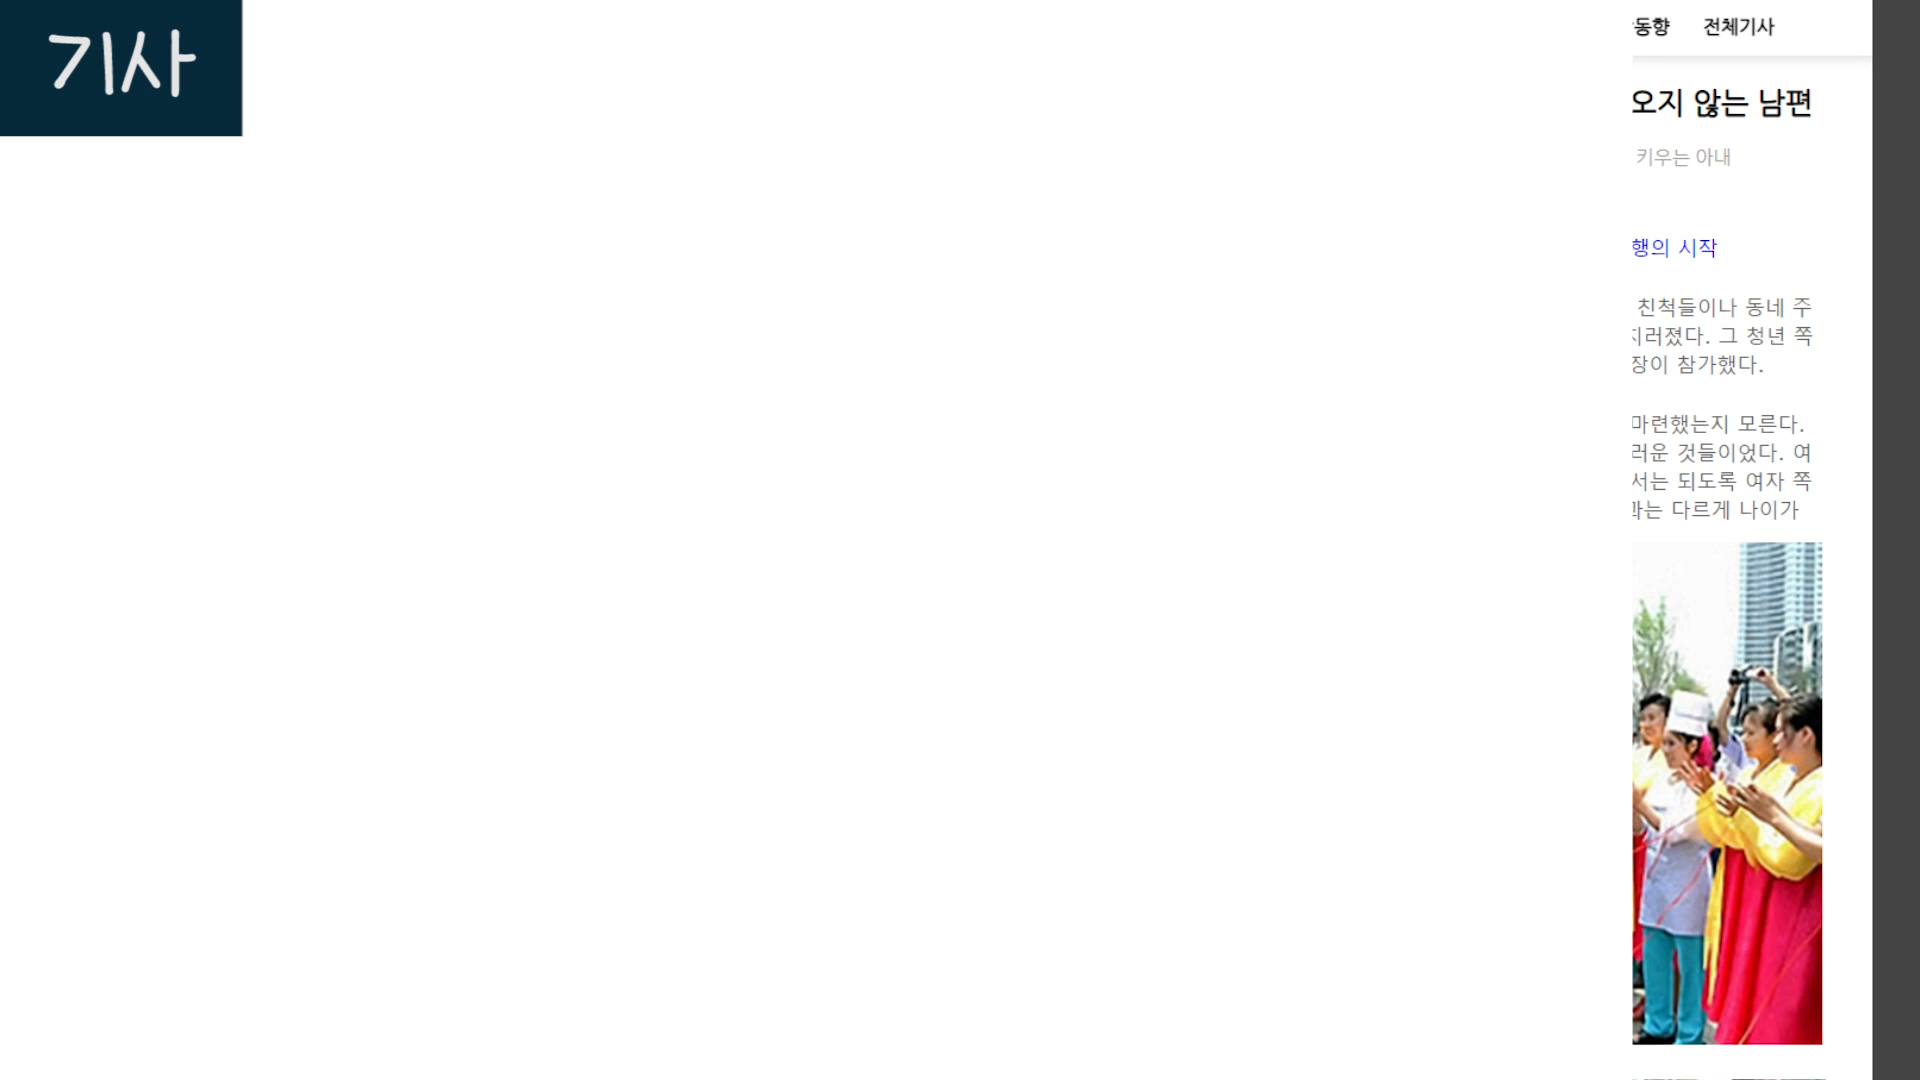 기사
동향 전체기사
오지 않는 남편
키우는 아내
행의 시작
친척들이나 동네 주
치러졌다. 그 청년 쪽
장이 참가했다.
마련했는지 모른다.
러운 것들이었다. 여
서는 되도록 여자 쪽
다르게 나이가